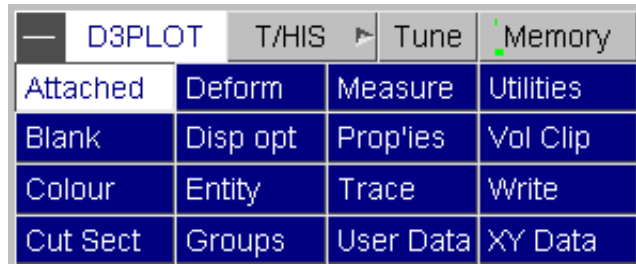 D3PLOT T/HIS Tune Memory
Attached Deform Measure Utilities
Blank Disp opt Prop'ies Vol Clip
Colour Entity Trace Write
Cut Sect Groups User Data XY Data